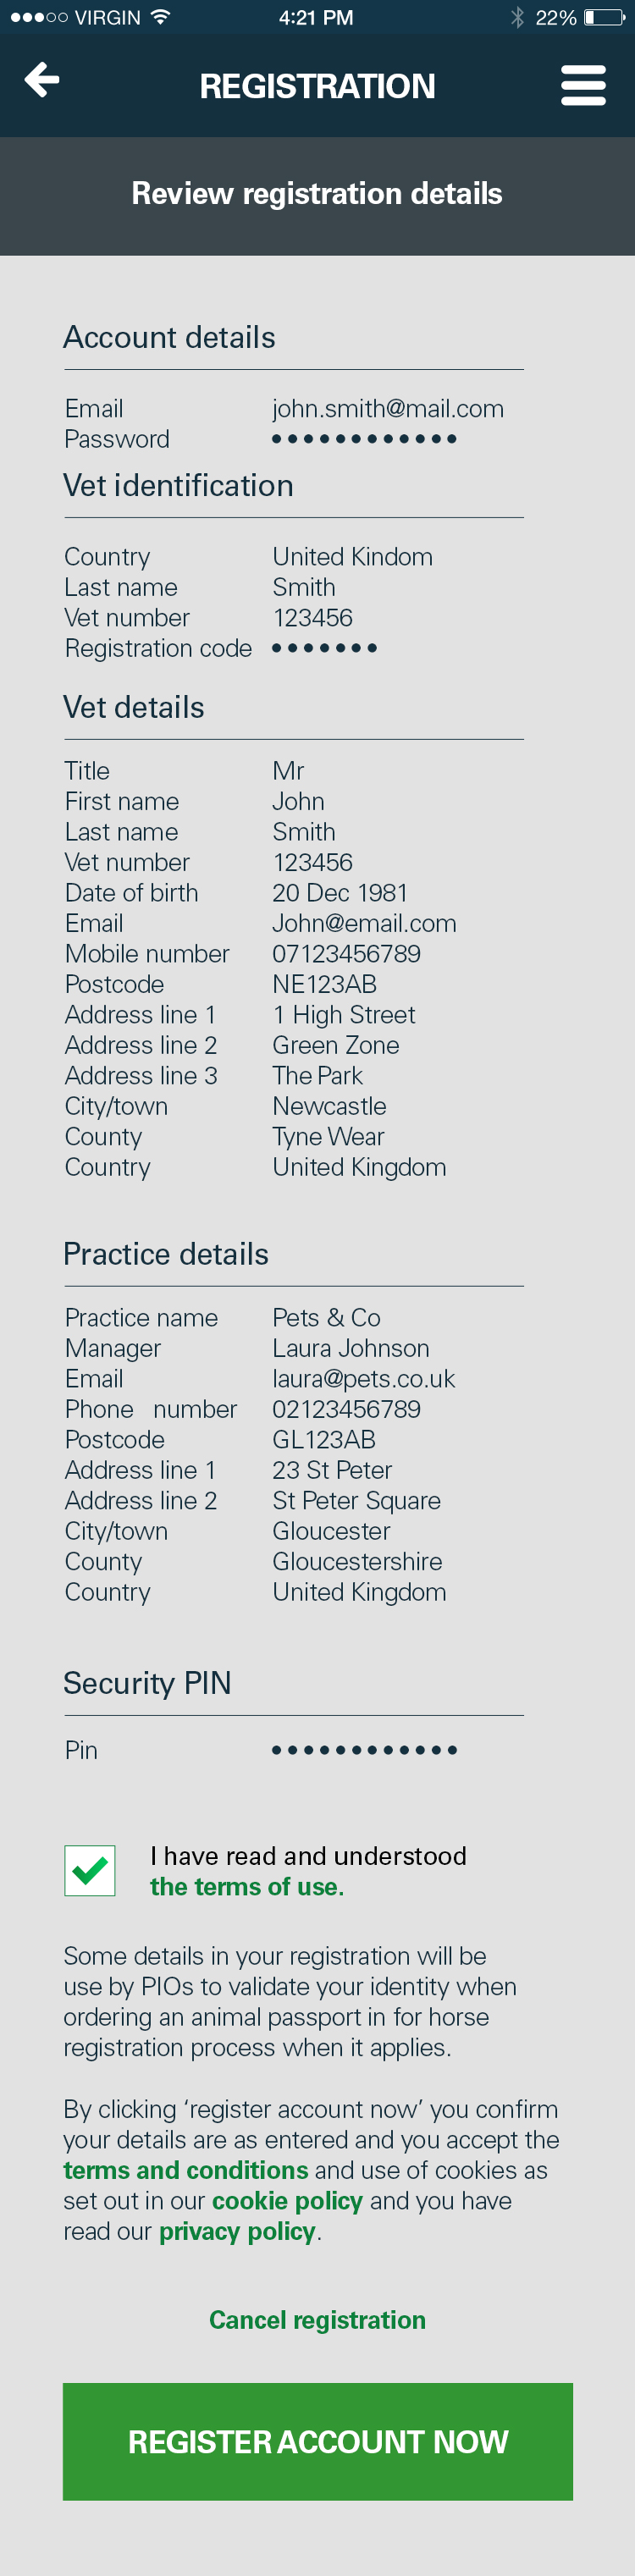 VIRGIN 4:21 PM 22%
REGISTRATION
Review registration details
Account details
Email john.smith@mail.com
Password ••••••••••••
Vet identification
Country United Kindom
Last name Smith
Vet number 123456
Registration code •••••••
Vet details
Title Mr
First name John
Last name Smith
Vet number 123456
Date of birth 20 Dec 1981
Email John@email.com
Mobile number 07123456789
Postcode NE123AB
Address line 1 1 High Street
Address line 2 Green Zone
Address line 3 The Park
City/town Newcastle
County Tyne Wear
Country United Kingdom
Practice details
Practice name Pets & Co
Manager Laura Johnson
Email laura@pets.co.uk
Phone number 02123456789
Postcode GL123AB
Address line 1 23 St Peter
Address line 2 St Peter Square
City/town Gloucester
County Gloucestershire
Country United Kingdom
Security PIN
Pin ••••••••••••
I have read and understood
the terms of use.
Some details in your registration will be
use by PIOs to validate your identity when
ordering an animal passport in for horse
registration process when it applies.
By clicking ‘register account now’ you confirm
your details are as entered and you accept the
terms and conditions and use of cookies as
set out in our cookie policy and you have
read our privacy policy.
Cancel registration
REGISTER ACCOUNT NOW